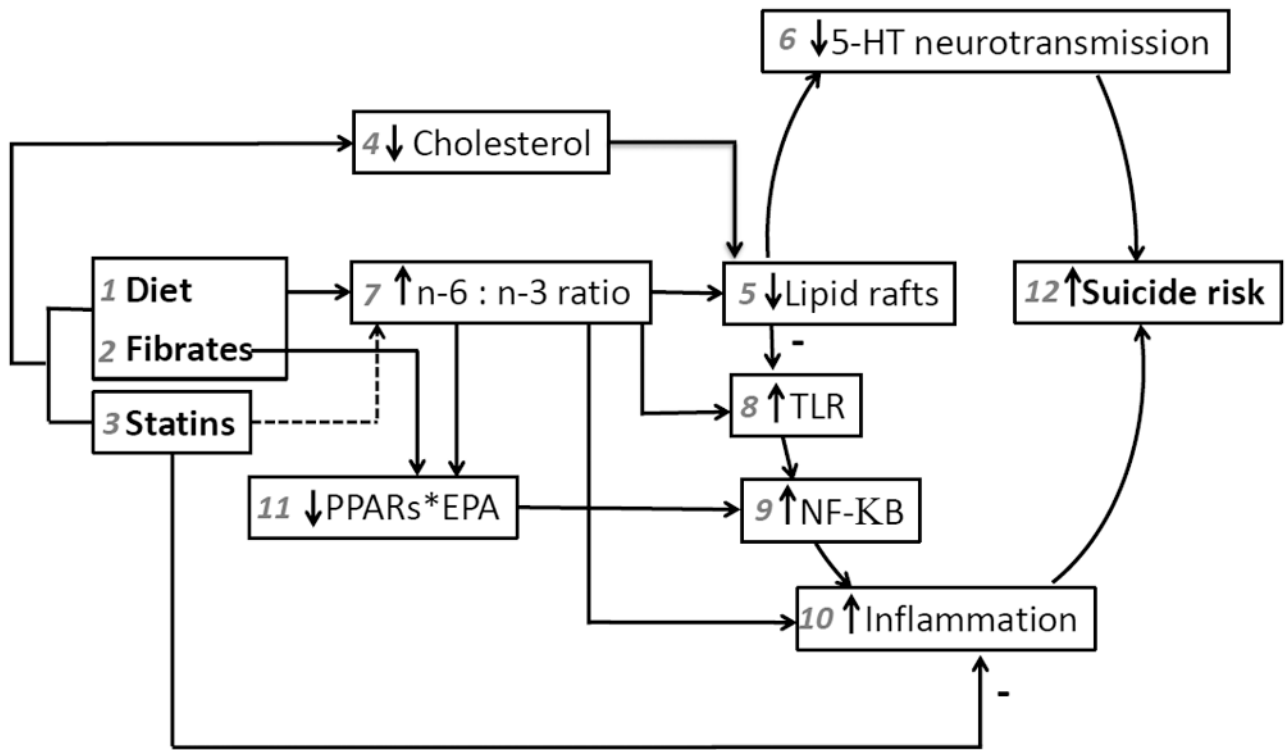 6 ↓5-HT neurotransmission
4 ↓ Cholesterol
1 Diet
2 Fibrates
3 Statins
7 ↑n-6 : n-3 ratio
5 ↓Lipid rafts
12 ↑Suicide risk
-
8 ↑TLR
11 ↓PPARs*EPA
9 ↑NF-KB
10 ↑Inflammation
-